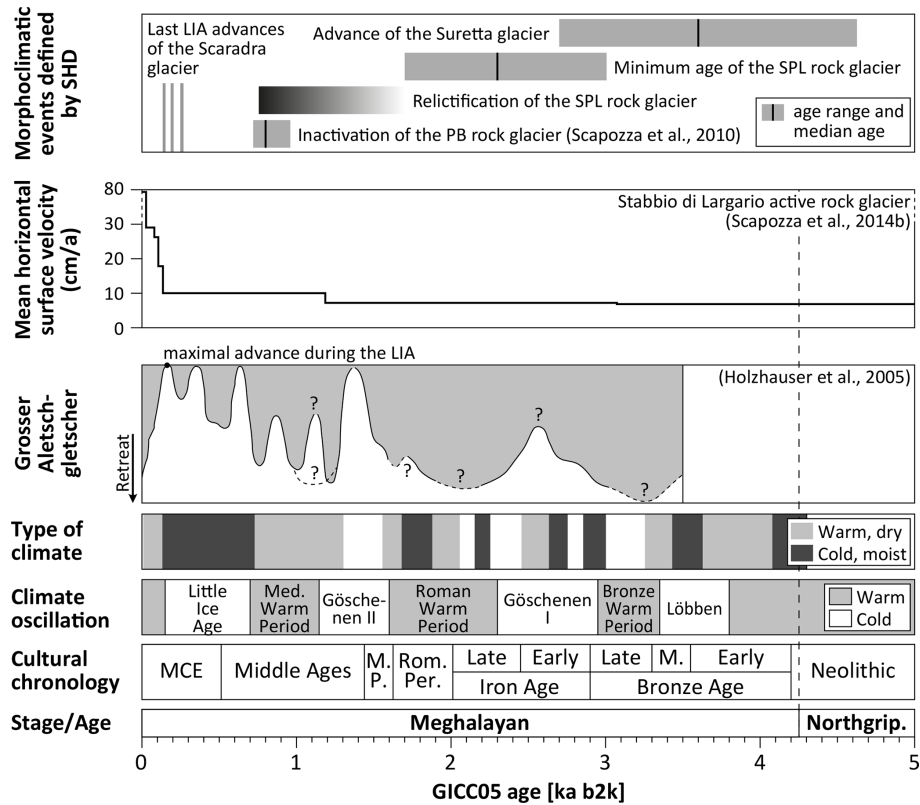 Morphoclimatic
events defined
by SHD
Last LIA advances
of the Scaradra
glacier
Advance of the Suretta glacier
Minimum age of the SPL rock glacier
Relictification of the SPL rock glacier
Inactivation of the PB rock glacier (Scapozza et al., 2010)
age range and
median age
Mean horizontal
surface velocity
(cm/a)
80
30
20
10
0
Stabbio di Largario active rock glacier
(Scapozza et al., 2014b)
Grosser
Aletsch-
gletscher
Retreat
maximal advance during the LIA
(Holzhauser et al., 2005)
?
?
?
?
?
?
Type of
climate
Warm, dry
Cold, moist
Climate
oscillation
Little
Ice
Age
Med.
Warm
Period
Gösche-
nen II
Roman
Warm
Period
Göschenen
I
Bronze
Warm
Period
Löbben
Warm
Cold
Cultural
chronology
MCE
Middle Ages
M.
P.
Rom.
Per.
Late
Early
Iron Age
Late
M.
Early
Bronze Age
Neolithic
Stage/Age
Meghalayan
Northgrip.
0
1
2
3
4
5
GICC05 age [ka b2k]